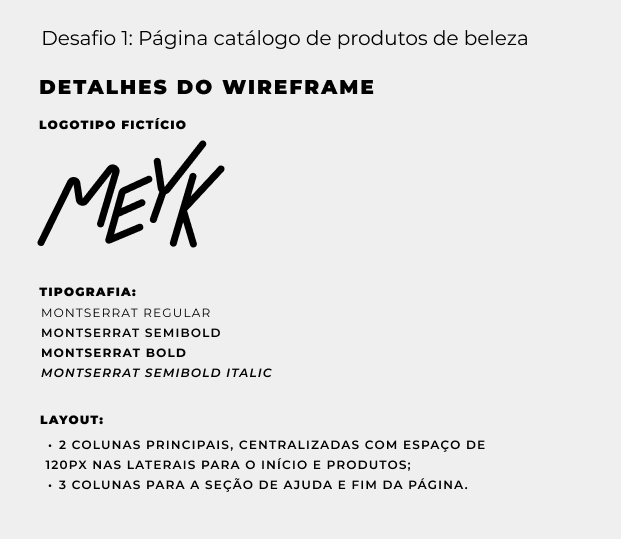 Desafio 1: Página catálogo de produtos de beleza
DETALHES DO WIREFRAME
LOGOTIPO FICTÍCIO
MEYK
TIPOGRAFIA:
MONTSERRAT REGULAR
MONTSERRAT SEMIBOLD
MONTSERRAT BOLD
MONTSERRAT SEMIBOLD ITALIC
LAYOUT:
• 2 COLUNAS PRINCIPAIS, CENTRALIZADAS COM ESPAÇO DE
120PX NAS LATERAIS PARA O INÍCIO E PRODUTOS;
• 3 COLUNAS PARA A SEÇÃO DE AJUDA E FIM DA PÁGINA.